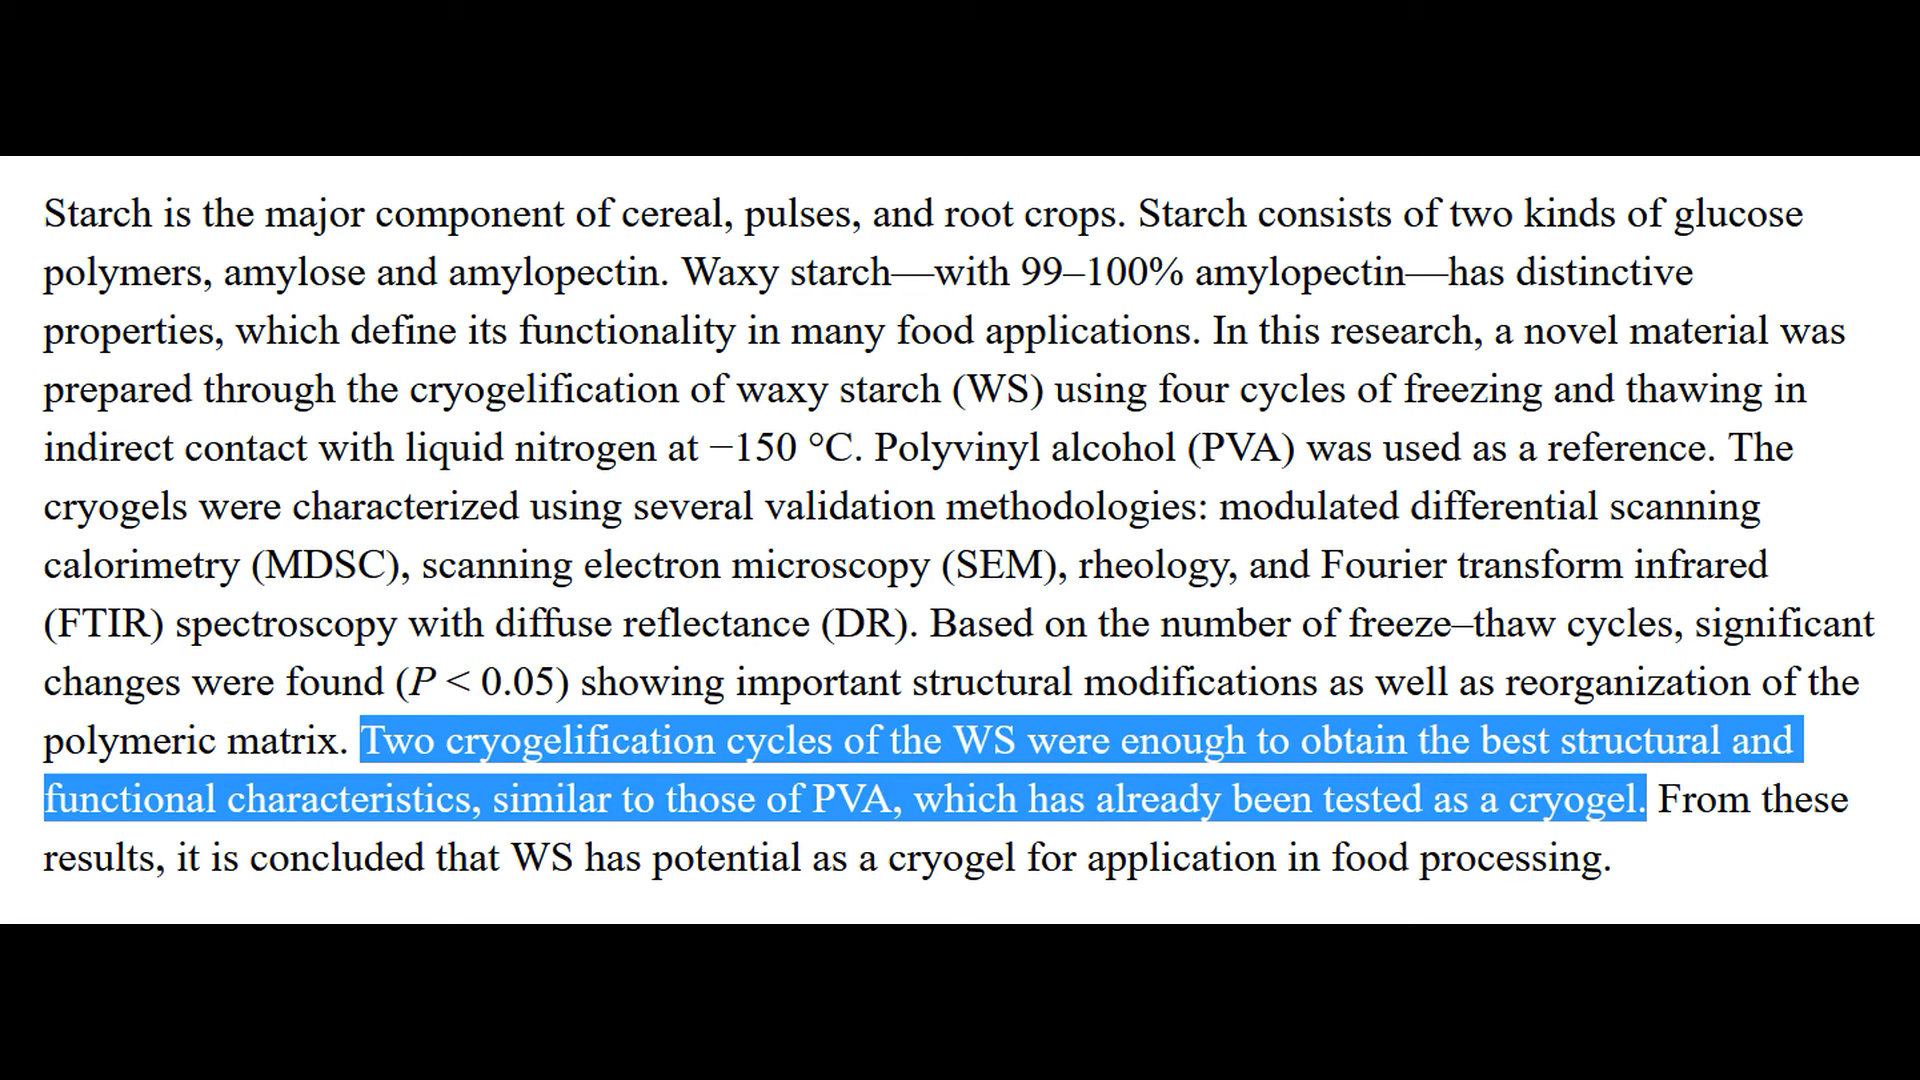 Starch is the major component of cereal, pulses, and root crops. Starch consists of two kinds of glucose
polymers, amylose and amylopectin. Waxy starch—with 99–100% amylopectin—has distinctive
properties, which define its functionality in many food applications. In this research, a novel material was
prepared through the cryogelification of waxy starch (WS) using four cycles of freezing and thawing in
indirect contact with liquid nitrogen at −150 °C. Polyvinyl alcohol (PVA) was used as a reference. The
cryogels were characterized using several validation methodologies: modulated differential scanning
calorimetry (MDSC), scanning electron microscopy (SEM), rheology, and Fourier transform infrared
(FTIR) spectroscopy with diffuse reflectance (DR). Based on the number of freeze–thaw cycles, significant
changes were found (P < 0.05) showing important structural modifications as well as reorganization of the
polymeric matrix. Two cryogelification cycles of the WS were enough to obtain the best structural and
functional characteristics, similar to those of PVA, which has already been tested as a cryogel. From these
results, it is concluded that WS has potential as a cryogel for application in food processing.